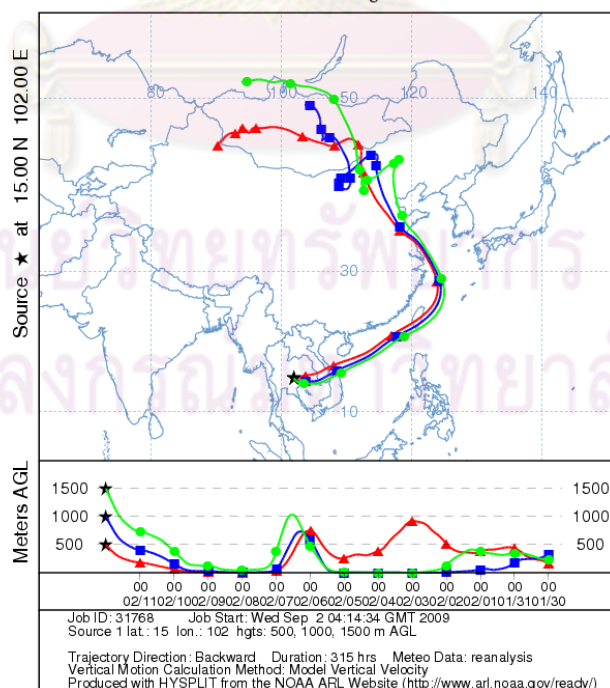 Source ★ at 15.00 N 102.00 E
80 100 120 140
50
30
10
Meters AGL
1500 1500
1000 1000
500 500
00 00 00 00 00 00 00 00 00 00 00 00 00
02/11 02/10 02/09 02/08 02/07 02/06 02/05 02/04 02/03 02/02 02/01 01/31 01/30
Job ID: 31768 Job Start: Wed Sep 2 04:14:34 GMT 2009
Source 1 lat.: 15 lon.: 102 hgts: 500, 1000, 1500 m AGL
Trajectory Direction: Backward Duration: 315 hrs Meteo Data: reanalysis
Vertical Motion Calculation Method: Model Vertical Velocity
Produced with HYSPLIT from the NOAA ARL Website (http://www.arl.noaa.gov/ready/)